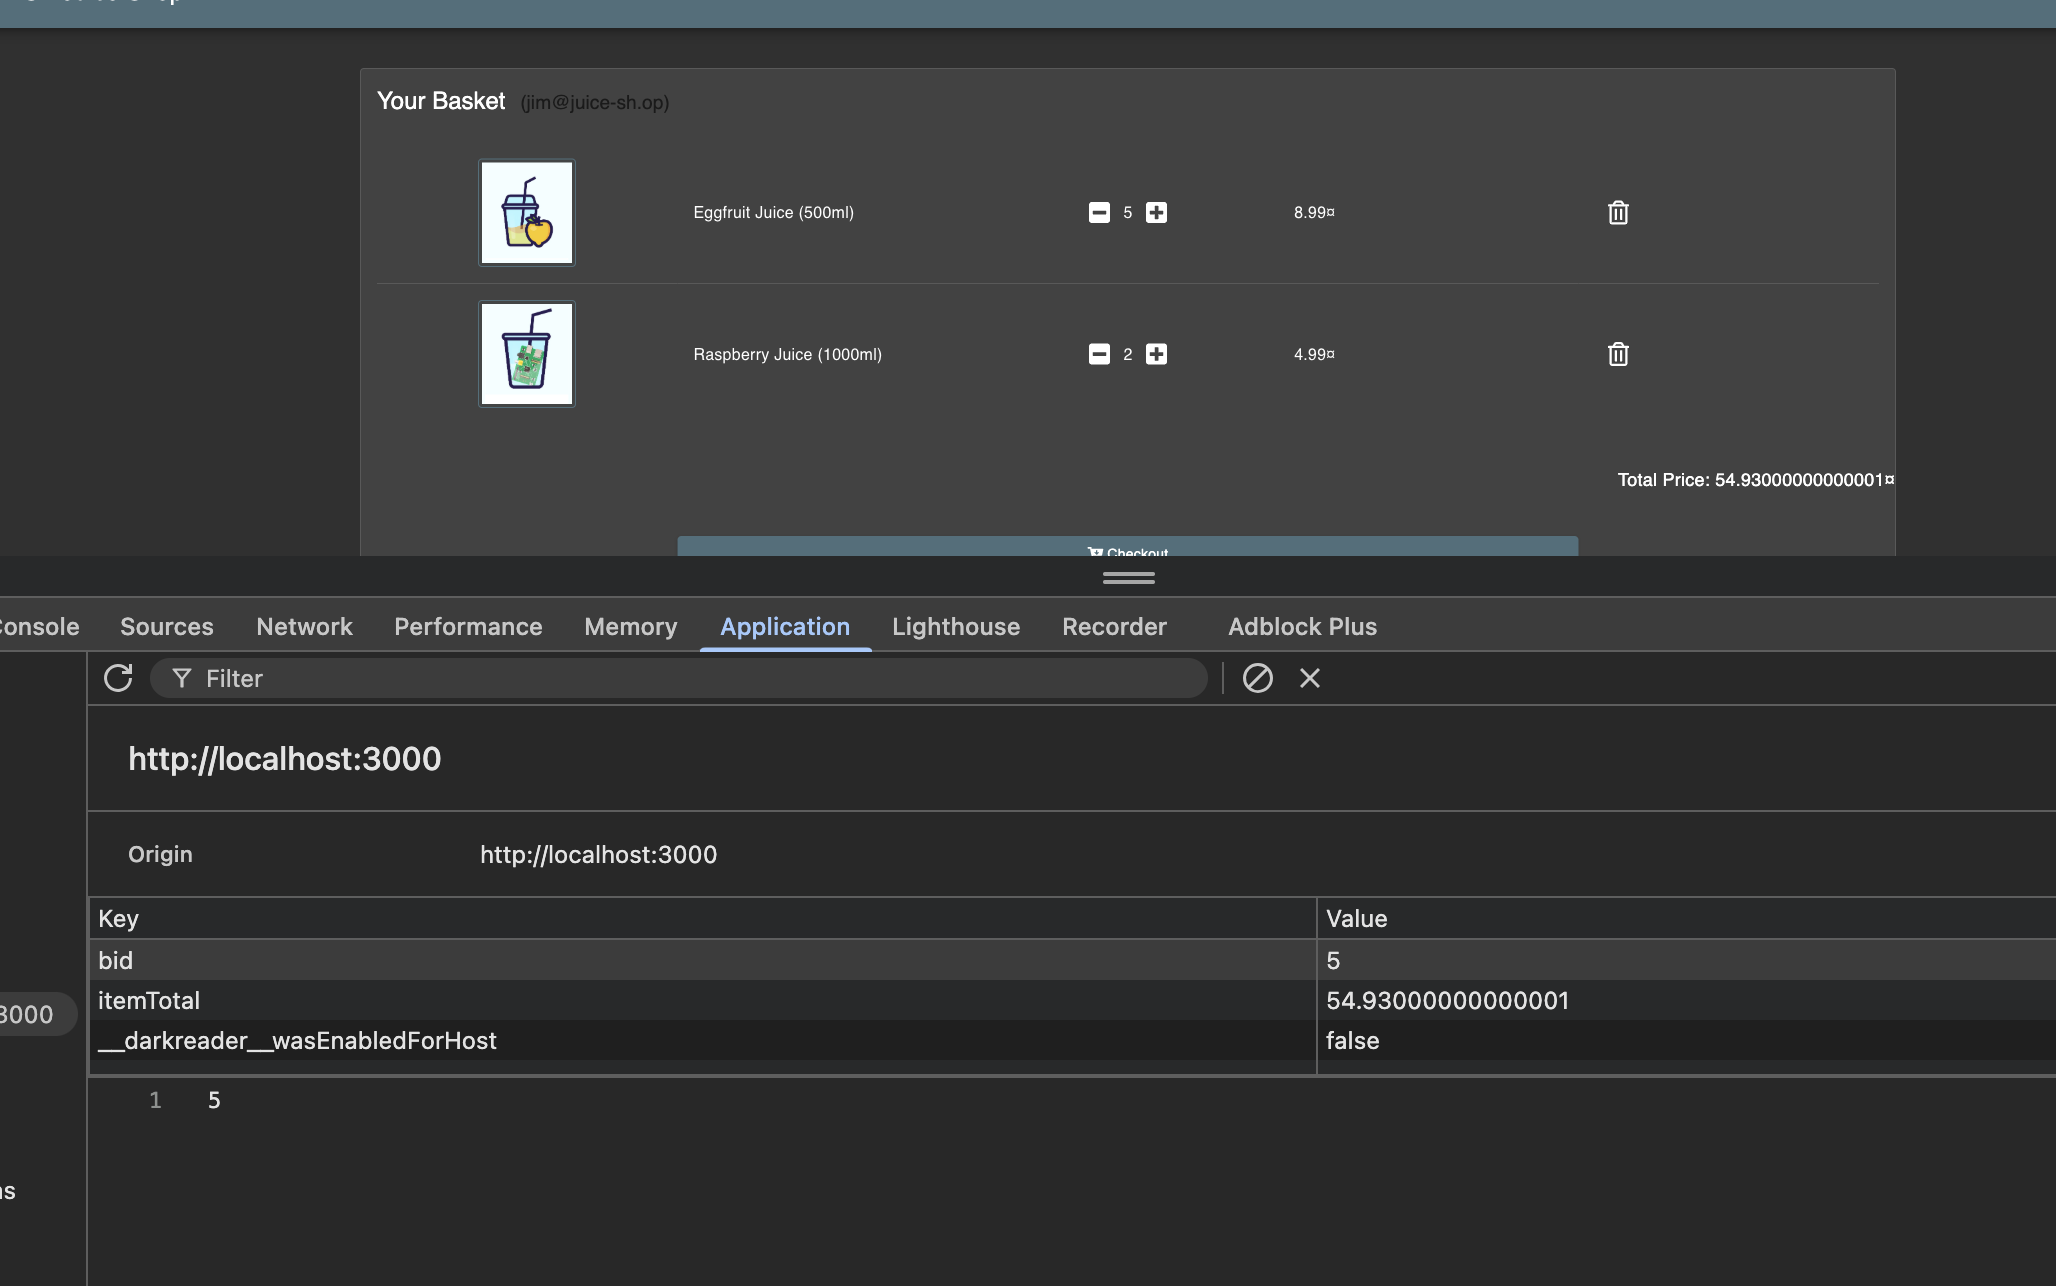 Your Basket (jim@juice-sh.op)
Eggfruit Juice (500ml) 5 8.99¤
Raspberry Juice (1000ml) 2 4.99¤
Total Price: 54.93000000000001¤
Checkout
Console Sources Network Performance Memory Application Lighthouse Recorder Adblock Plus
Filter
http://localhost:3000
Origin http://localhost:3000
Key Value
bid 5
itemTotal 54.93000000000001
3000
__darkreader__wasEnabledForHost false
1 5